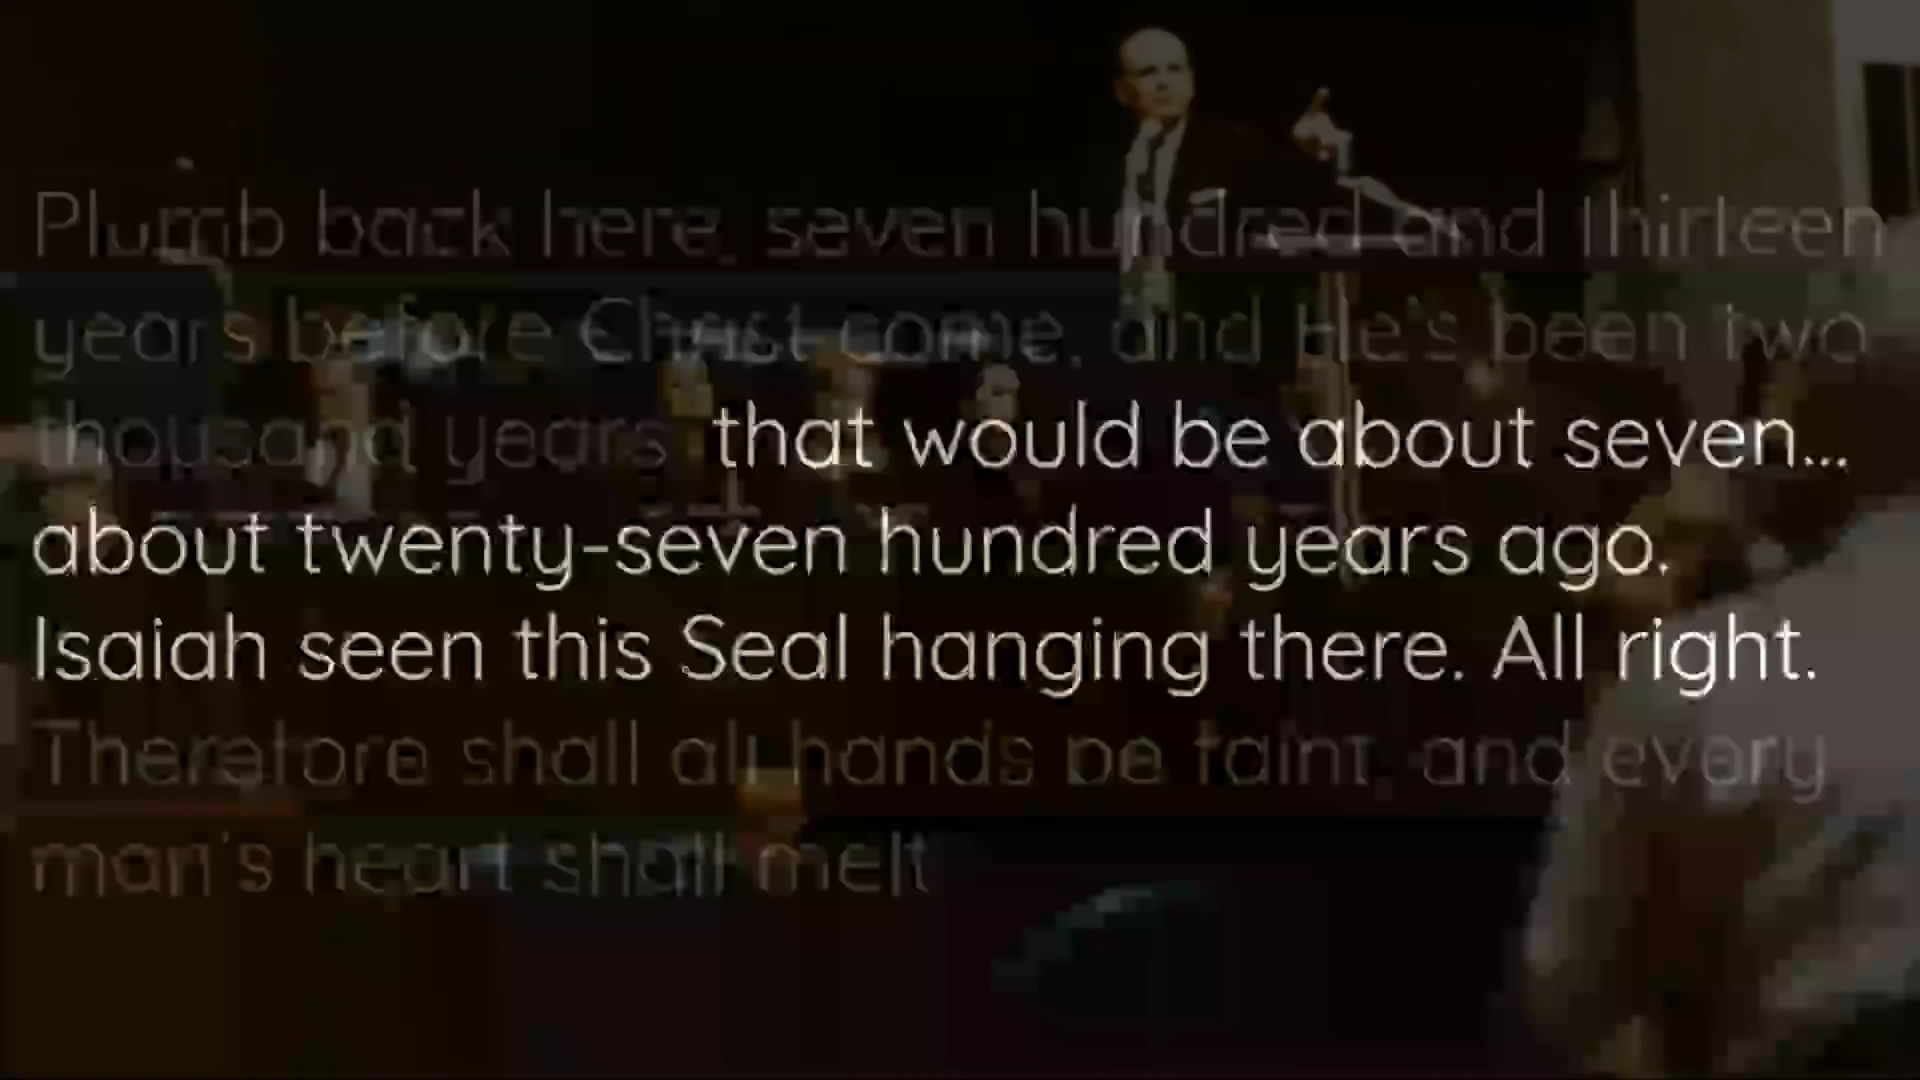 Plumb back here, seven hundred and thirteen
years before Christ come, and He's been two
thousand years, that would be about seven...
about twenty-seven hundred years ago.
Isaiah seen this Seal hanging there. All right.
Therefore shall all hands be faint, and every
man's heart shall melt